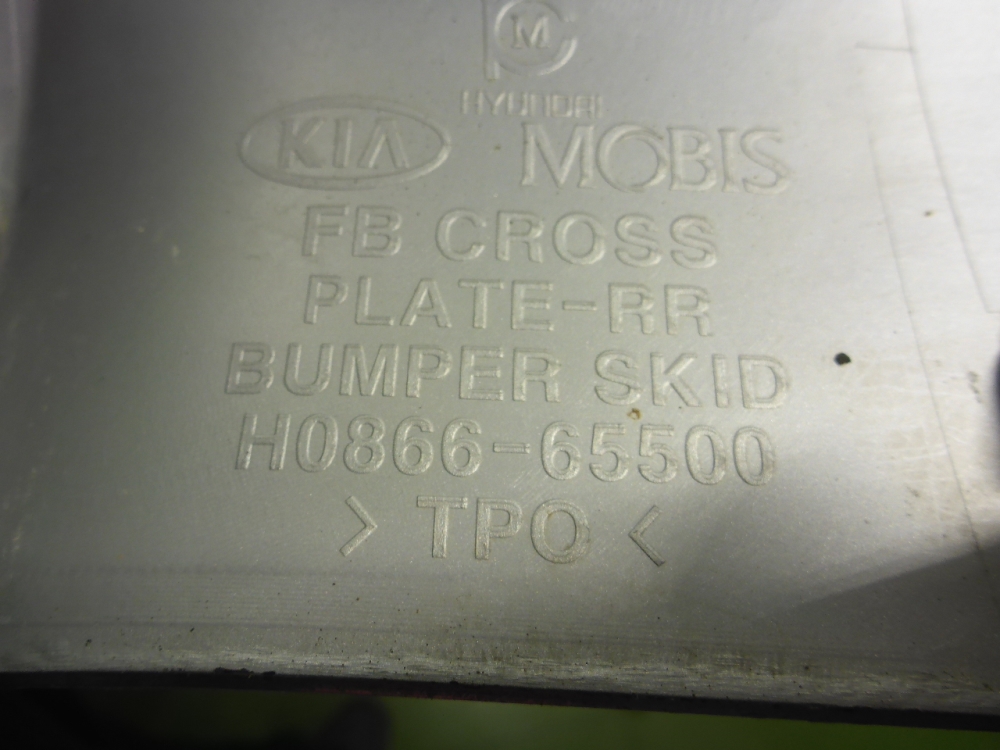 M
HYUNDAI
KIA MOBIS
FB CROSS
PLATE-RR
BUMPER SKID
H0866-65500
> TPO <